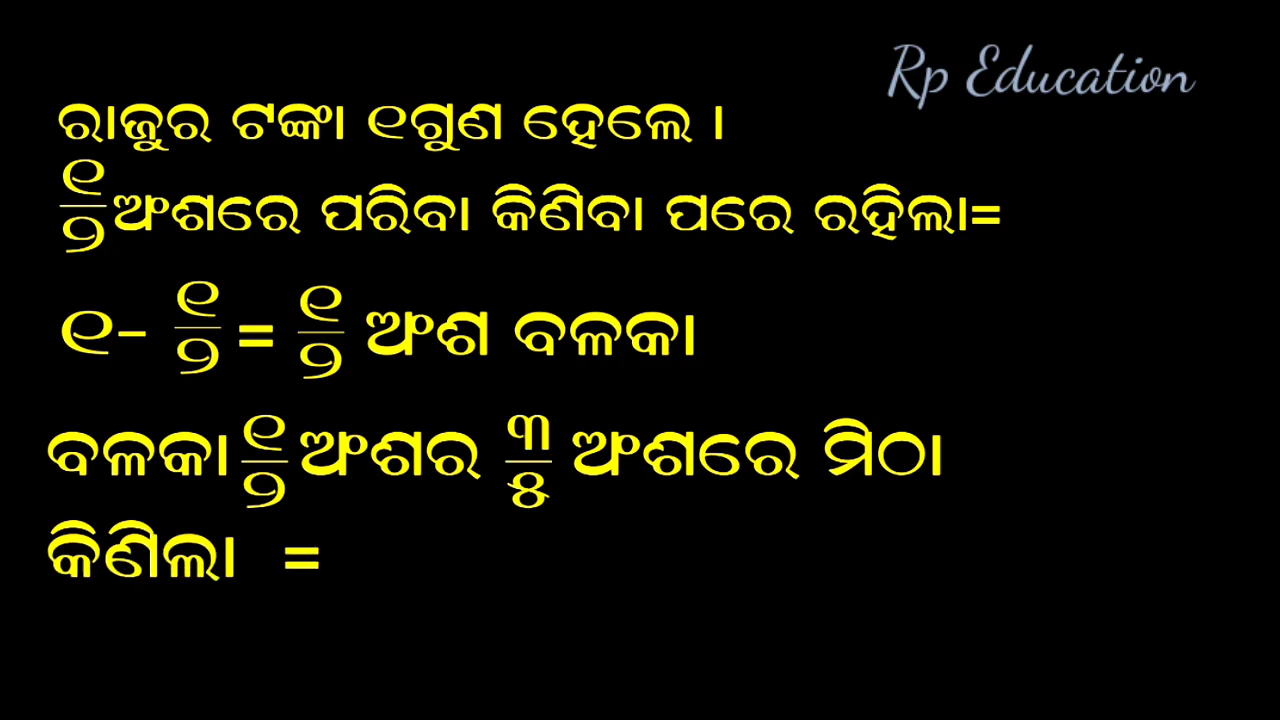 Rp Education
ରାଜୁର ଟଙ୍କା ୧ଗୁଣ ହେଲେ ।
୧/୨ ଅଂଶରେ ପରିବା କିଣିବା ପରେ ରହିଲା=
୧- ୧/୨ = ୧/୨ ଅଂଶ ବଳକା
ବଳକା ୧/୨ ଅଂଶର ୩/୫ ଅଂଶରେ ମିଠା
କିଣିଲା =